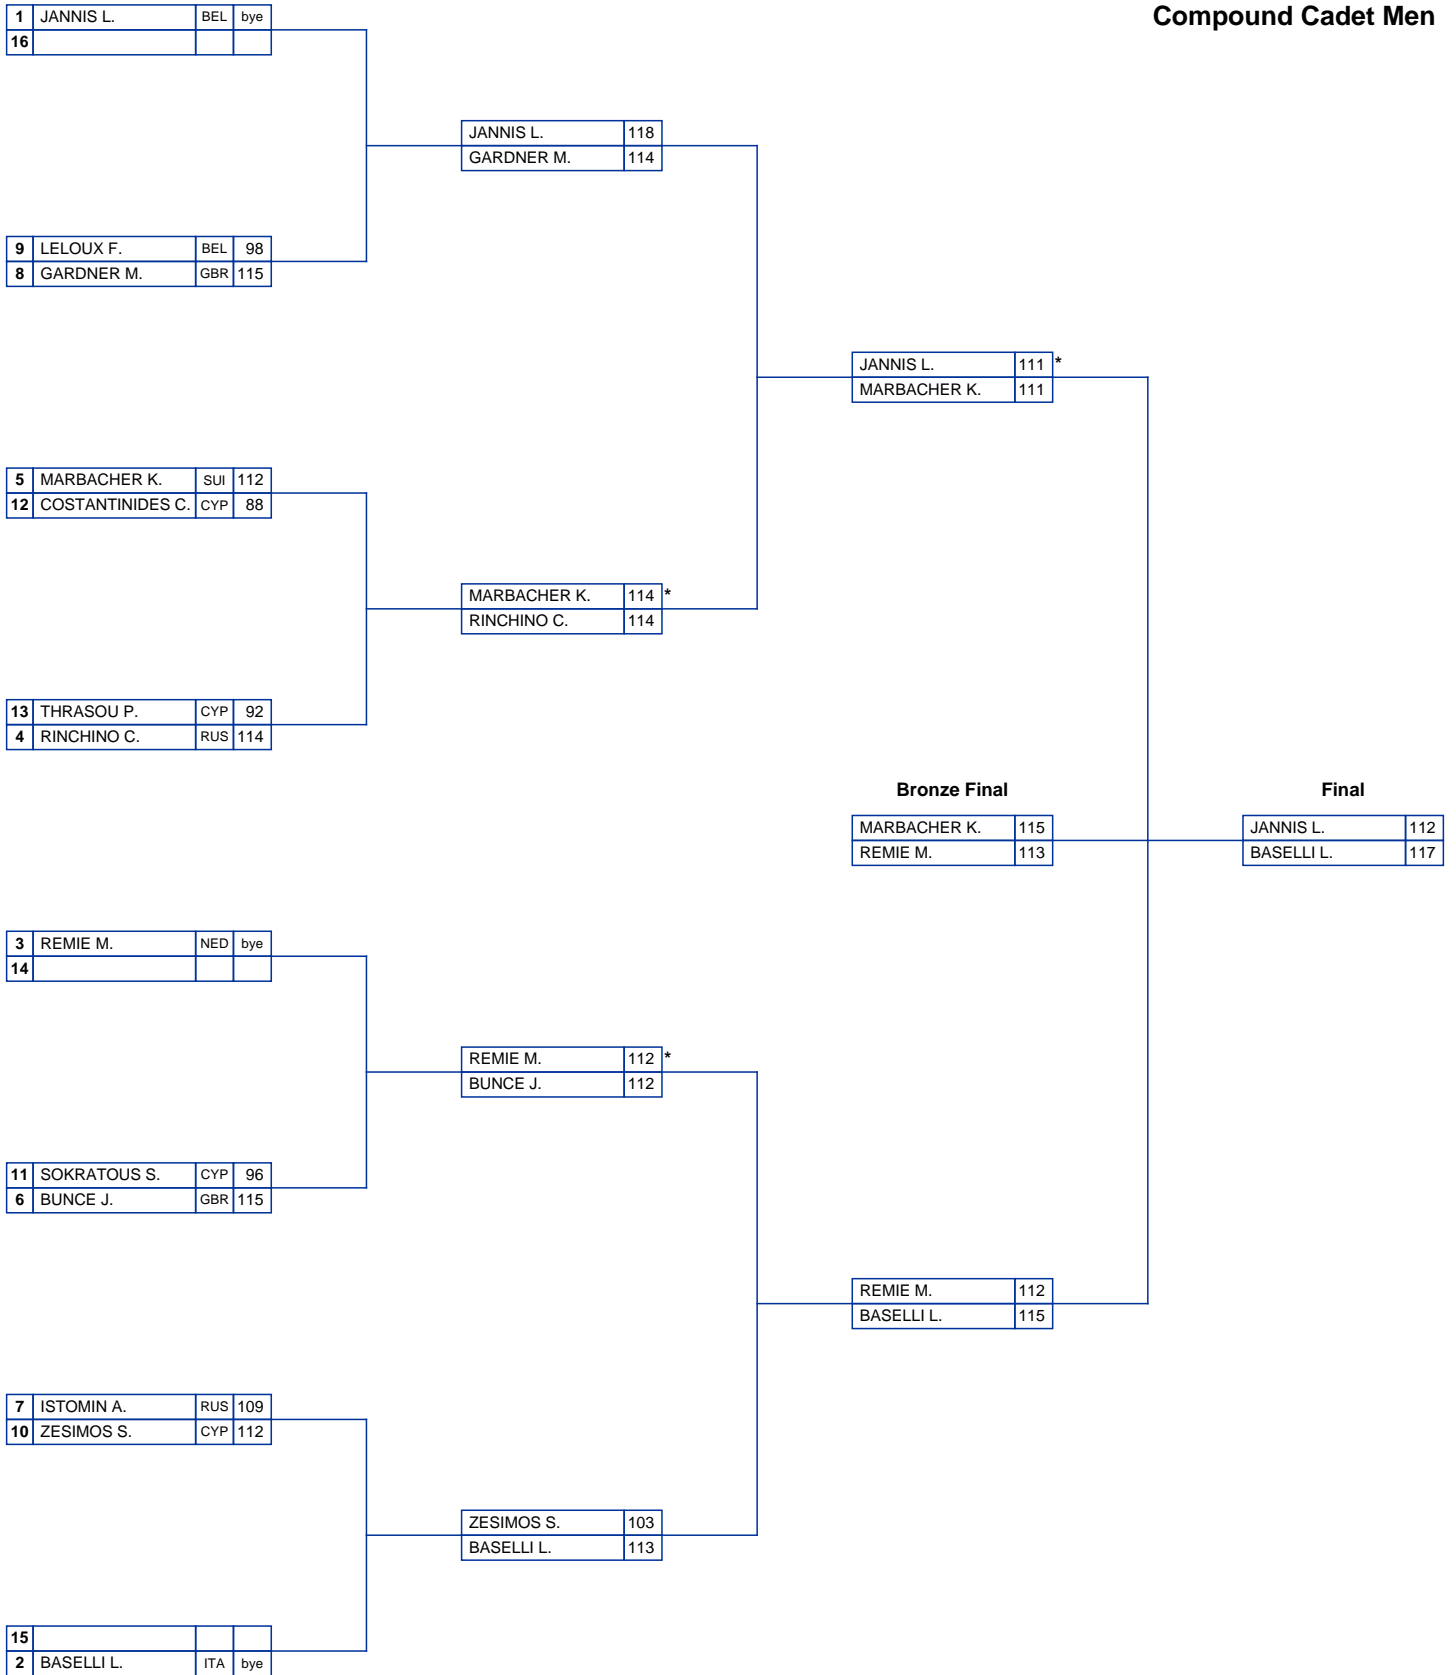 Compound Cadet Men
1 JANNIS L. BEL bye
16
JANNIS L. 118
GARDNER M. 114
9 LELOUX F. BEL 98
8 GARDNER M. GBR 115
JANNIS L. 111 *
MARBACHER K. 111
5 MARBACHER K. SUI 112
12 COSTANTINIDES C. CYP 88
MARBACHER K. 114 *
RINCHINO C. 114
13 THRASOU P. CYP 92
4 RINCHINO C. RUS 114
Bronze Final Final
MARBACHER K. 115 JANNIS L. 112
REMIE M. 113 BASELLI L. 117
3 REMIE M. NED bye
14
REMIE M. 112 *
BUNCE J. 112
11 SOKRATOUS S. CYP 96
6 BUNCE J. GBR 115
REMIE M. 112
BASELLI L. 115
7 ISTOMIN A. RUS 109
10 ZESIMOS S. CYP 112
ZESIMOS S. 103
BASELLI L. 113
15
2 BASELLI L. ITA bye